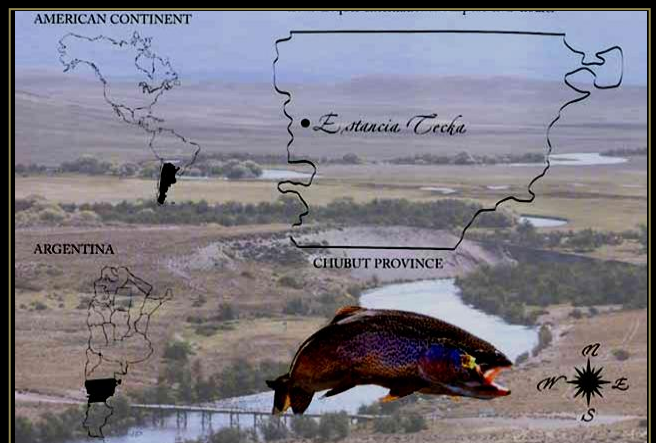 AMERICAN CONTINENT
Estancia Tecka
ARGENTINA
CHUBUT PROVINCE
N
W E
S